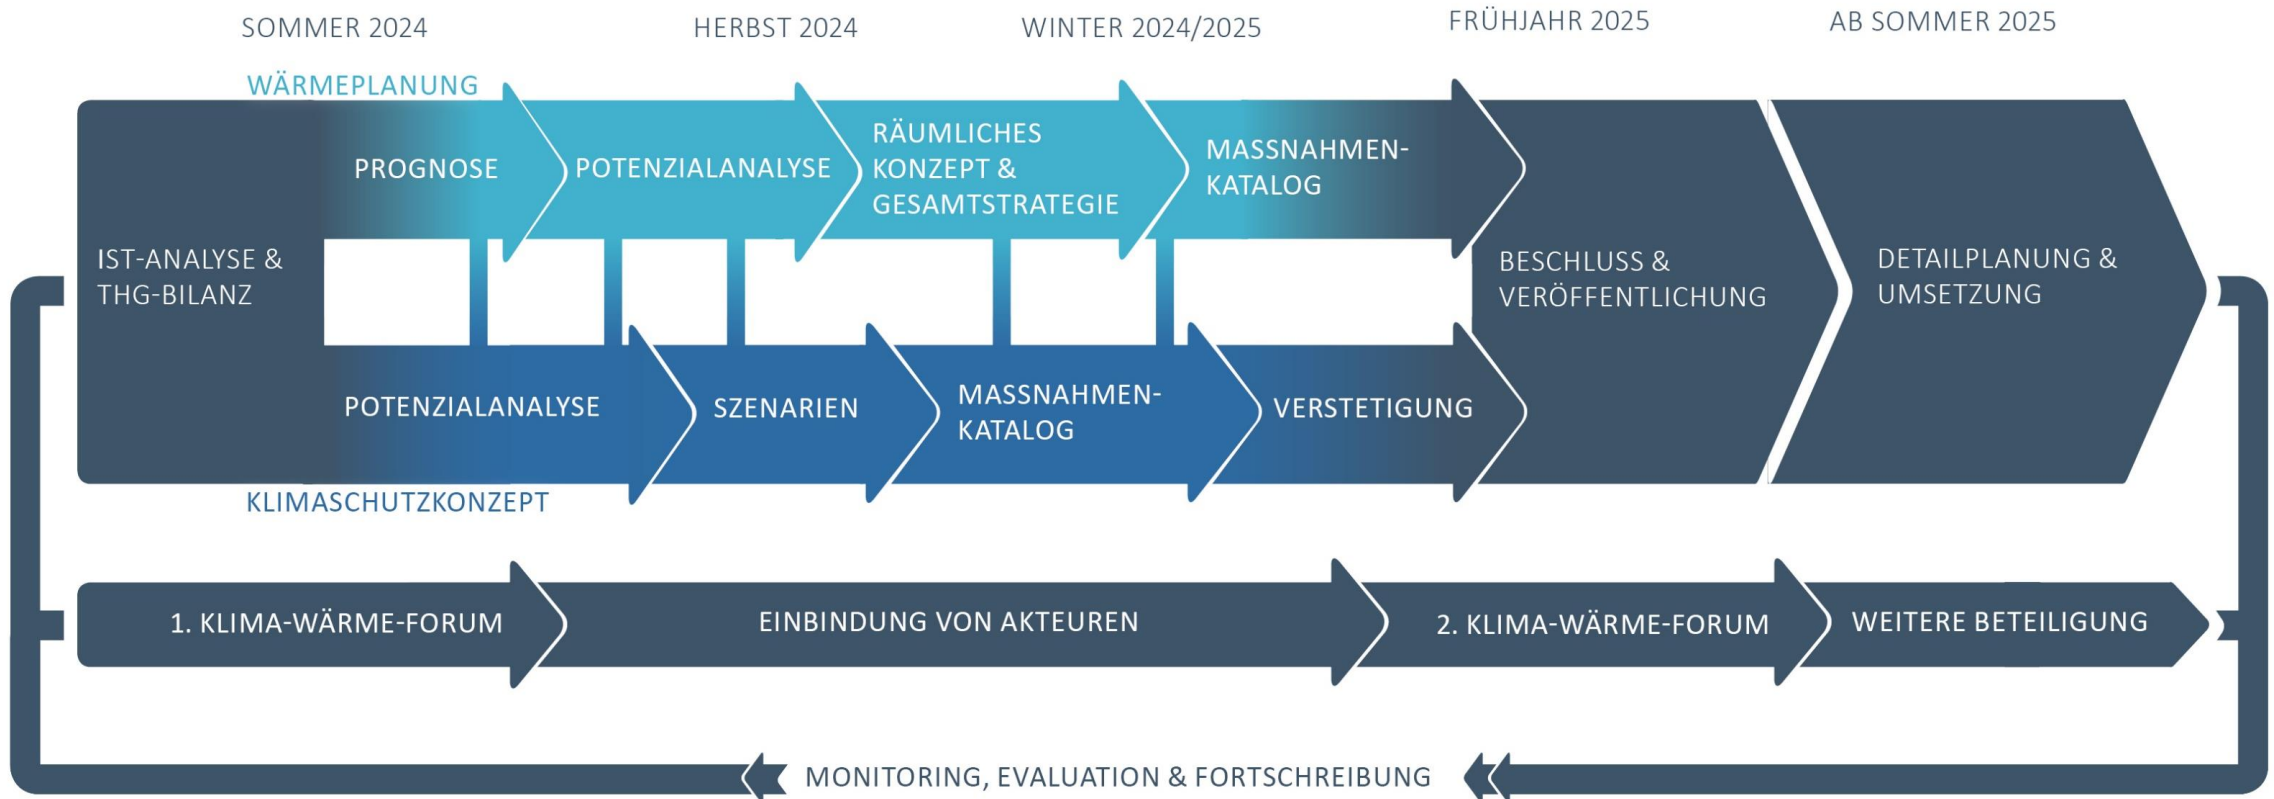 SOMMER 2024
HERBST 2024
WINTER 2024/2025
FRÜHJAHR 2025
AB SOMMER 2025
WÄRMEPLANUNG
PROGNOSE
POTENZIALANALYSE
RÄUMLICHES
KONZEPT &
GESAMTSTRATEGIE
MASSNAHMEN-
KATALOG
IST-ANALYSE &
THG-BILANZ
BESCHLUSS &
VERÖFFENTLICHUNG
DETAILPLANUNG &
UMSETZUNG
POTENZIALANALYSE
SZENARIEN
MASSNAHMEN-
KATALOG
VERSTETIGUNG
KLIMASCHUTZKONZEPT
1. KLIMA-WÄRME-FORUM
EINBINDUNG VON AKTEUREN
2. KLIMA-WÄRME-FORUM
WEITERE BETEILIGUNG
MONITORING, EVALUATION & FORTSCHREIBUNG